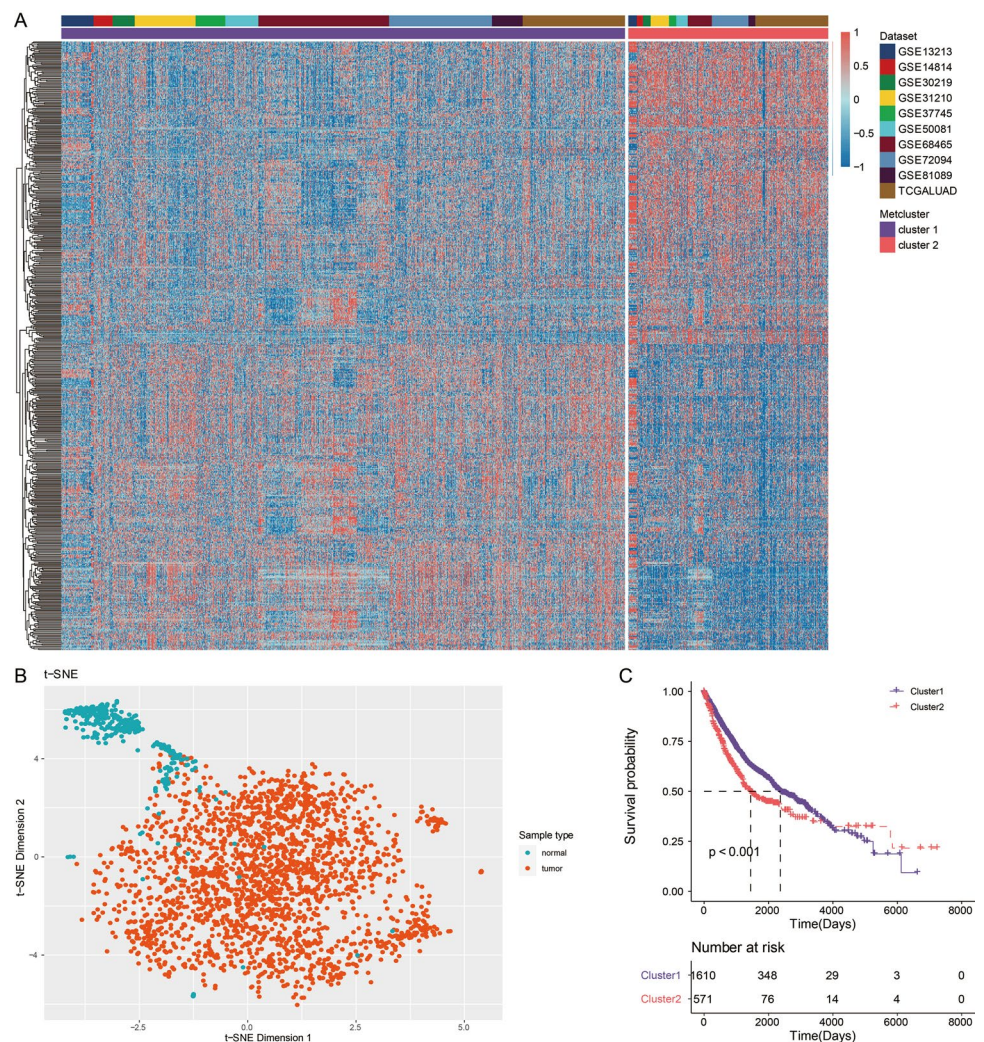 A
1
0.5
0
−0.5
−1
Dataset
GSE13213
GSE14814
GSE30219
GSE31210
GSE37745
GSE50081
GSE68465
GSE72094
GSE81089
TCGALUAD
Metcluster
cluster 1
cluster 2
B
t−SNE
t−SNE Dimension 2
4
0
−4
−2.5
0.0
2.5
5.0
t−SNE Dimension 1
Sample type
normal
tumor
C
Survival probability
1.00
0.75
0.50
0.25
0.00
p < 0.001
Cluster1
Cluster2
0
2000
4000
6000
8000
Time(Days)
Number at risk
Cluster1 1610 348 29 3 0
Cluster2 571 76 14 4 0
0 2000 4000 6000 8000
Time(Days)